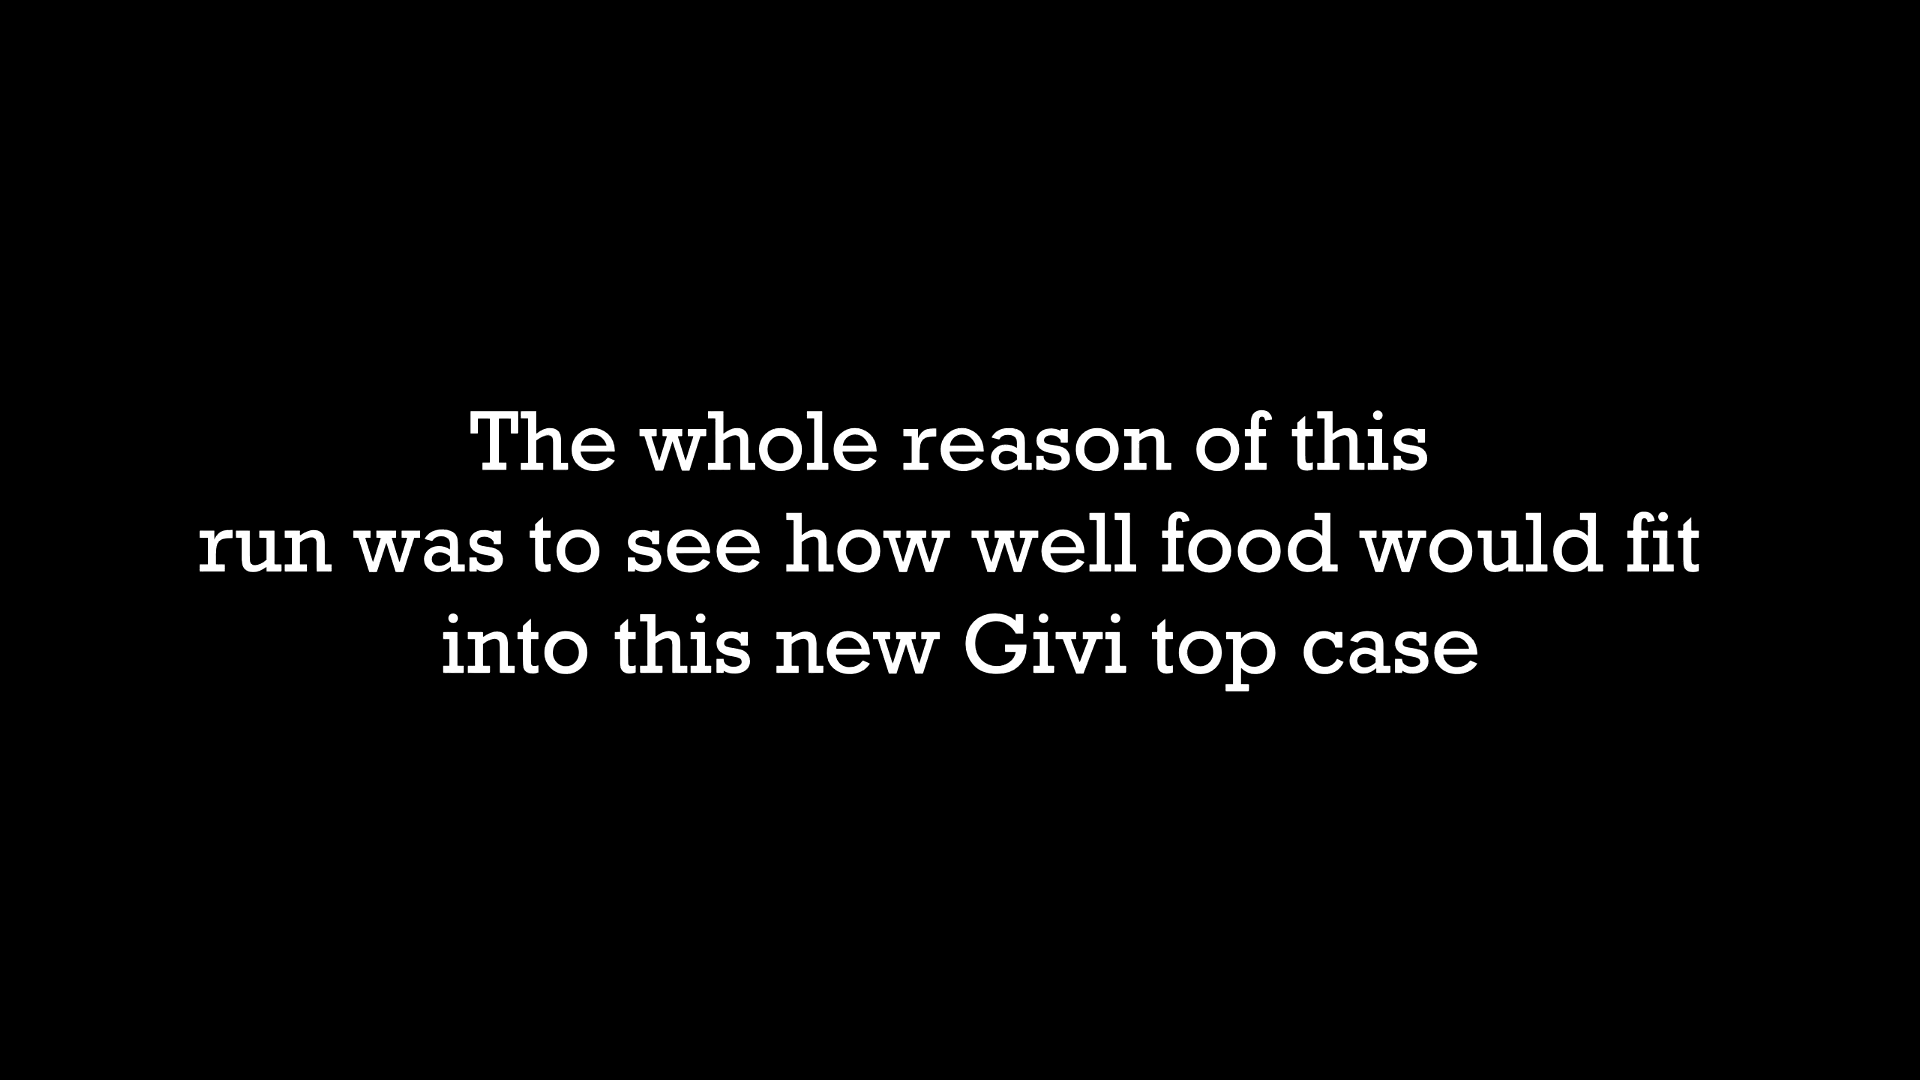 The whole reason of this
run was to see how well food would fit
into this new Givi top case